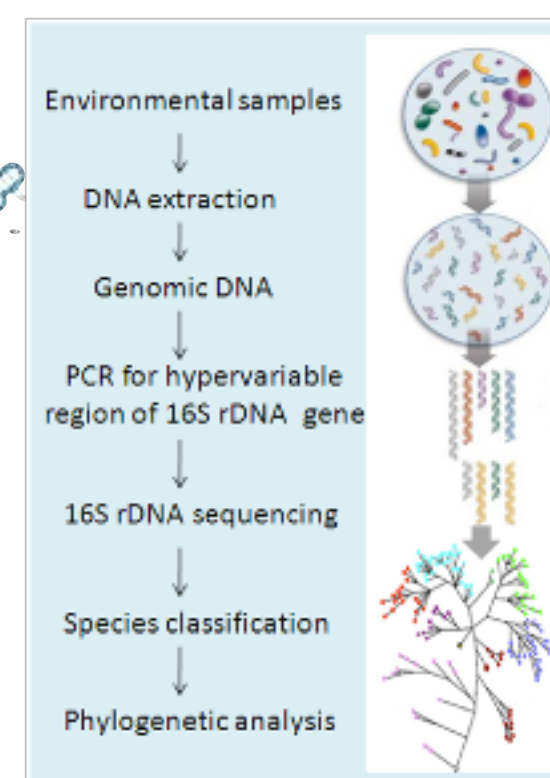 Environmental samples
DNA extraction
Genomic DNA
PCR for hypervariable
region of 16S rDNA gene
16S rDNA sequencing
Species classification
Phylogenetic analysis